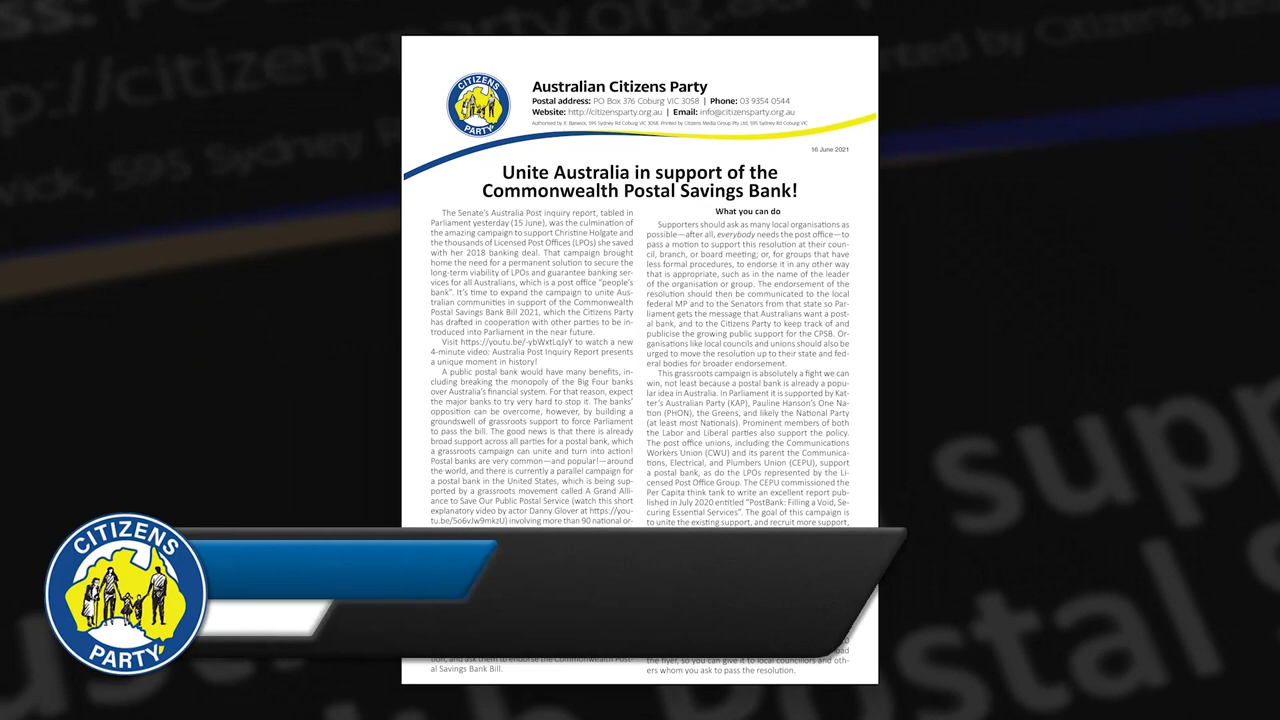 CITIZENS
PARTY
Australian Citizens Party
Postal address: PO Box 376 Coburg VIC 3058 | Phone: 03 9354 0544
Website: http://citizensparty.org.au | Email: info@citizensparty.org.au
Authorised by R. Barwick, 595 Sydney Rd Coburg VIC 3058. Printed by Citizens Media Group Pty Ltd, 595 Sydney Rd Coburg VIC
16 June 2021
Unite Australia in support of the
Commonwealth Postal Savings Bank!
The Senate's Australia Post inquiry report, tabled in
Parliament yesterday (15 June), was the culmination of
the amazing campaign to support Christine Holgate and
the thousands of Licensed Post Offices (LPOs) she saved
with her 2018 banking deal. That campaign brought
home the need for a permanent solution to secure the
long-term viability of LPOs and guarantee banking ser-
vices for all Australians, which is a post office “people's
bank”. It's time to expand the campaign to unite Aus-
tralian communities in support of the Commonwealth
Postal Savings Bank Bill 2021, which the Citizens Party
has drafted in cooperation with other parties to be in-
troduced into Parliament in the near future.
Visit https://youtu.be/-ybWxtLqJyY to watch a new
4-minute video: Australia Post Inquiry Report presents
a unique moment in history!
A public postal bank would have many benefits, in-
cluding breaking the monopoly of the Big Four banks
over Australia's financial system. For that reason, expect
the major banks to try very hard to stop it. The banks'
opposition can be overcome, however, by building a
groundswell of grassroots support to force Parliament
to pass the bill. The good news is that there is already
broad support across all parties for a postal bank, which
a grassroots campaign can unite and turn into action!
Postal banks are very common—and popular!—around
the world, and there is currently a parallel campaign for
a postal bank in the United States, which is being sup-
ported by a grassroots movement called A Grand Alli-
ance to Save Our Public Postal Service (watch this short
explanatory video by actor Danny Glover at https://you-
tu.be/5o6vJw9mkzU) involving more than 90 national or-
tion, and ask them to endorse the Commonwealth Post-
al Savings Bank Bill.
What you can do
Supporters should ask as many local organisations as
possible—after all, everybody needs the post office—to
pass a motion to support this resolution at their coun-
cil, branch, or board meeting; or, for groups that have
less formal procedures, to endorse it in any other way
that is appropriate, such as in the name of the leader
of the organisation or group. The endorsement of the
resolution should then be communicated to the local
federal MP and to the Senators from that state so Par-
liament gets the message that Australians want a post-
al bank, and to the Citizens Party to keep track of and
publicise the growing public support for the CPSB. Or-
ganisations like local councils and unions should also be
urged to move the resolution up to their state and fed-
eral bodies for broader endorsement.
This grassroots campaign is absolutely a fight we can
win, not least because a postal bank is already a popu-
lar idea in Australia. In Parliament it is supported by Kat-
ter's Australian Party (KAP), Pauline Hanson's One Na-
tion (PHON), the Greens, and likely the National Party
(at least most Nationals). Prominent members of both
the Labor and Liberal parties also support the policy.
The post office unions, including the Communications
Workers Union (CWU) and its parent the Communica-
tions, Electrical, and Plumbers Union (CEPU), support
a postal bank, as do the LPOs represented by the Li-
censed Post Office Group. The CEPU commissioned the
Per Capita think tank to write an excellent report pub-
lished in July 2020 entitled “PostBank: Filling a Void, Se-
curing Essential Services”. The goal of this campaign is
to unite the existing support, and recruit more support,
the flyer, so you can give it to local councillors and oth-
ers whom you ask to pass the resolution.
CITIZENS
PARTY